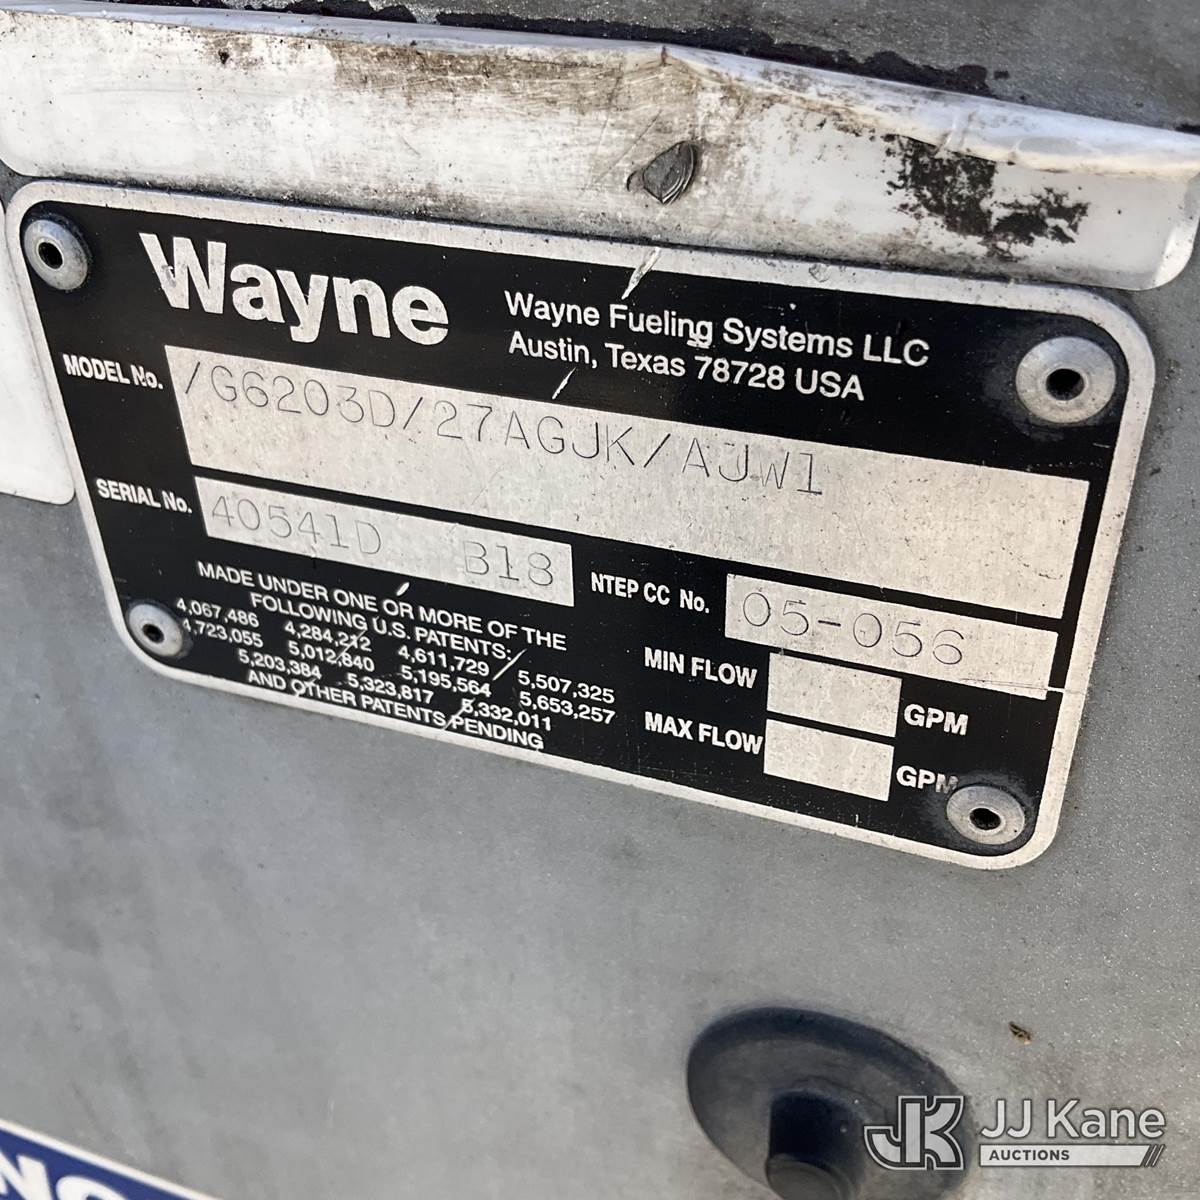 Wayne
Wayne Fueling Systems LLC
Austin, Texas 78728 USA
MODEL No. /G6203D/27AGJK/AJW1
SERIAL No. 40541D B18
NTEP CC No. 05-056
MADE UNDER ONE OR MORE OF THE
FOLLOWING U.S. PATENTS:
4,067,486 4,284,212 4,611,729 5,507,325
4,723,055 5,012,840 5,195,564 5,653,257
5,203,384 5,323,817 5,332,011
AND OTHER PATENTS PENDING
MIN FLOW GPM
MAX FLOW GPM
JK JJ Kane
AUCTIONS